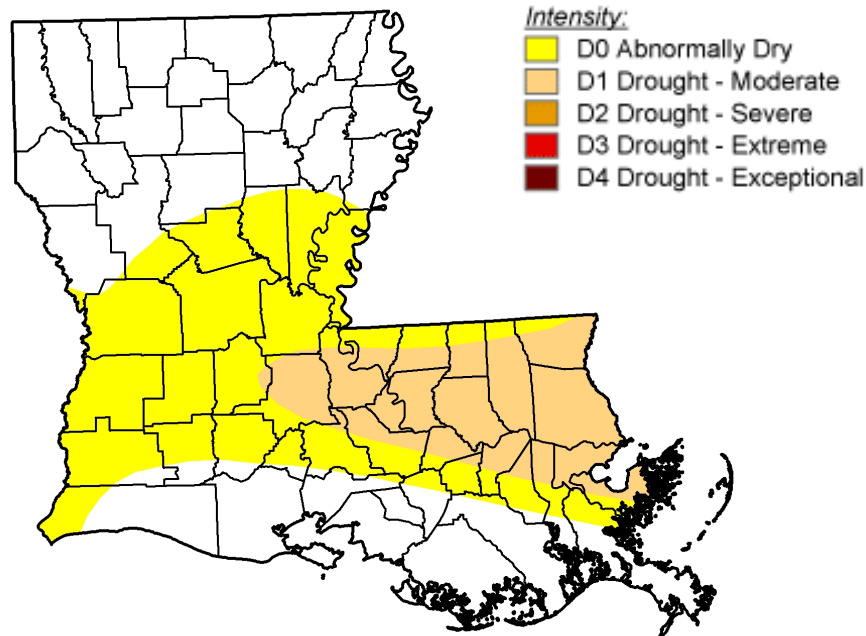 Intensity:
D0 Abnormally Dry
D1 Drought - Moderate
D2 Drought - Severe
D3 Drought - Extreme
D4 Drought - Exceptional